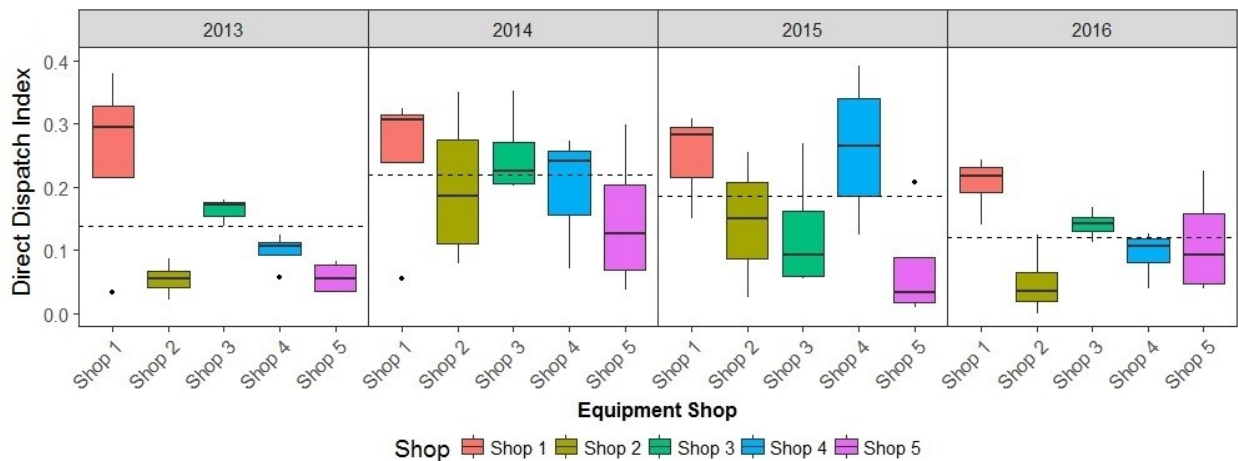 2013 2014 2015 2016
Direct Dispatch Index
0.4
0.3
0.2
0.1
0.0
Shop 1 Shop 2 Shop 3 Shop 4 Shop 5 Shop 1 Shop 2 Shop 3 Shop 4 Shop 5 Shop 1 Shop 2 Shop 3 Shop 4 Shop 5 Shop 1 Shop 2 Shop 3 Shop 4 Shop 5
Equipment Shop
Shop Shop 1 Shop 2 Shop 3 Shop 4 Shop 5